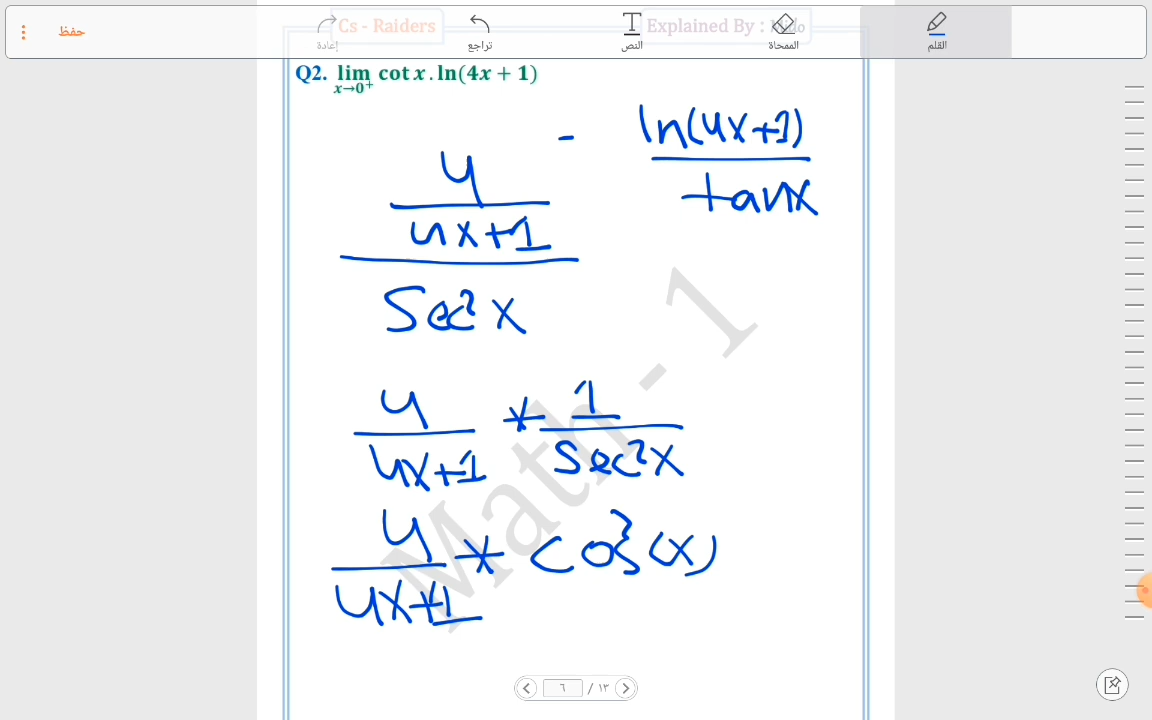 حفظ
Cs - Raiders
إعادة
تراجع
T
النص
Explained By :
الممحاة
القلم
Q2. lim x→0⁺ cot x . ln(4x + 1)
- ln(4x+1) / tanx
4 / 4x+1
sec²x
4 / 4x+1 * 1 / sec²x
4 / 4x+1 * cos²(x)
Math - 1
٦ / ١٣